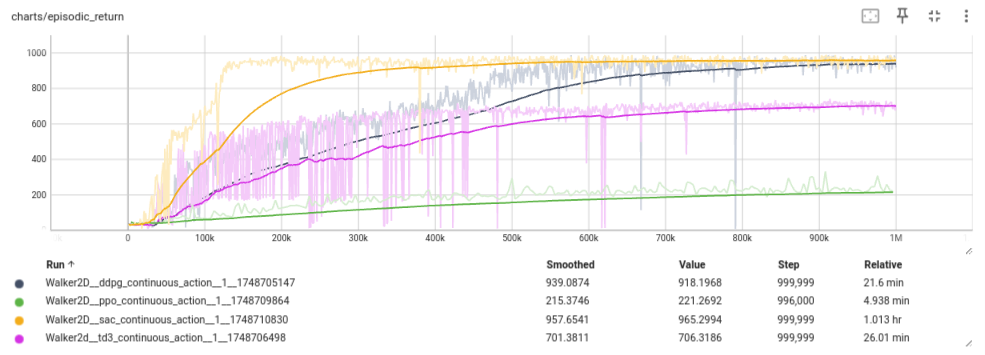 charts/episodic_return
1000
800
600
400
200
0 100k 200k 300k 400k 500k 600k 700k 800k 900k 1M
Run ↑ Smoothed Value Step Relative
Walker2D__ddpg_continuous_action__1__1748705147 939.0874 918.1968 999,999 21.6 min
Walker2D__ppo_continuous_action__1__1748709864 215.3746 221.2692 996,000 4.938 min
Walker2D__sac_continuous_action__1__1748710830 957.6541 965.2994 999,999 1.013 hr
Walker2d__td3_continuous_action__1__1748706498 701.3811 706.3186 999,999 26.01 min